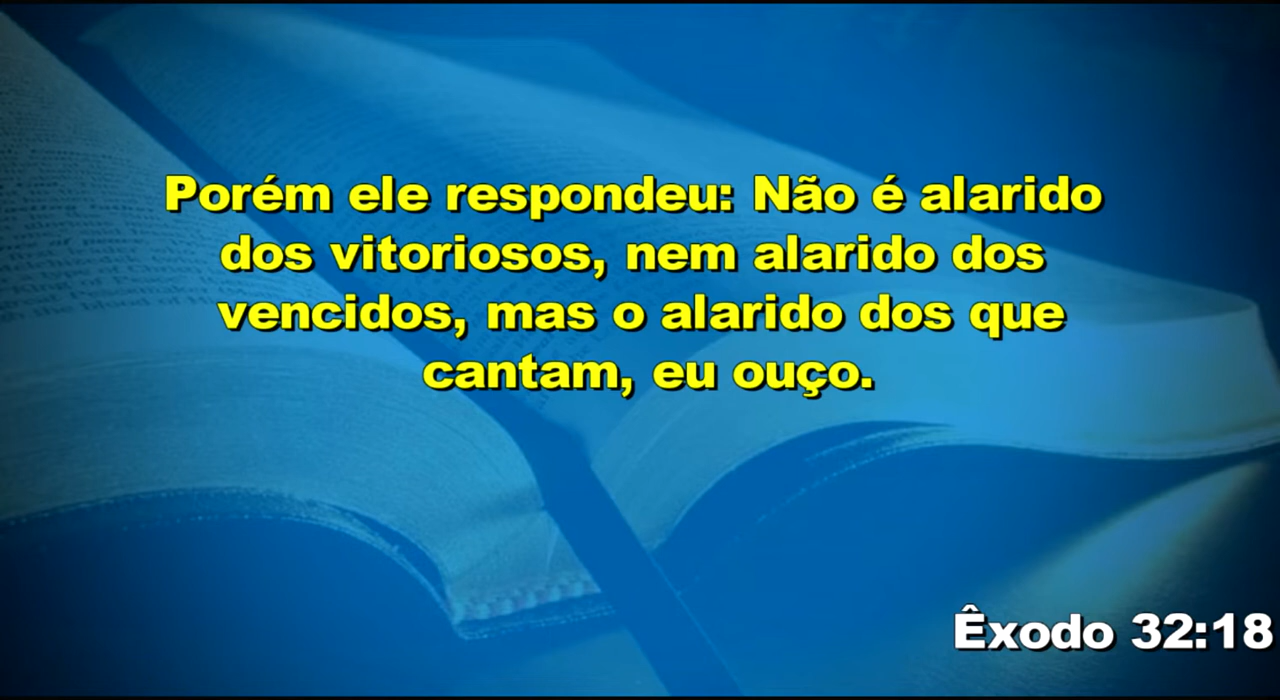 Porém ele respondeu: Não é alarido
dos vitoriosos, nem alarido dos
vencidos, mas o alarido dos que
cantam, eu ouço.
Êxodo 32:18